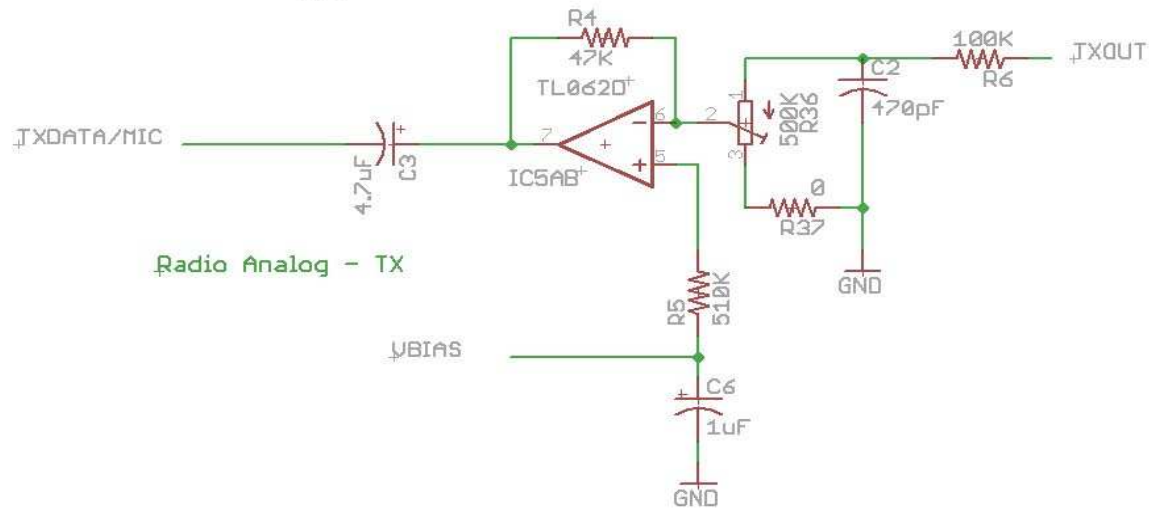 R4
47K
TL062D
100K
R6
TXOUT
C2
470pF
1
2
3
500K
R36
6
5
7
TXDATA/MIC
4.7uF
C3
IC5AB
0
R37
GND
Radio Analog - TX
R5
510K
VBIAS
C6
1uF
GND